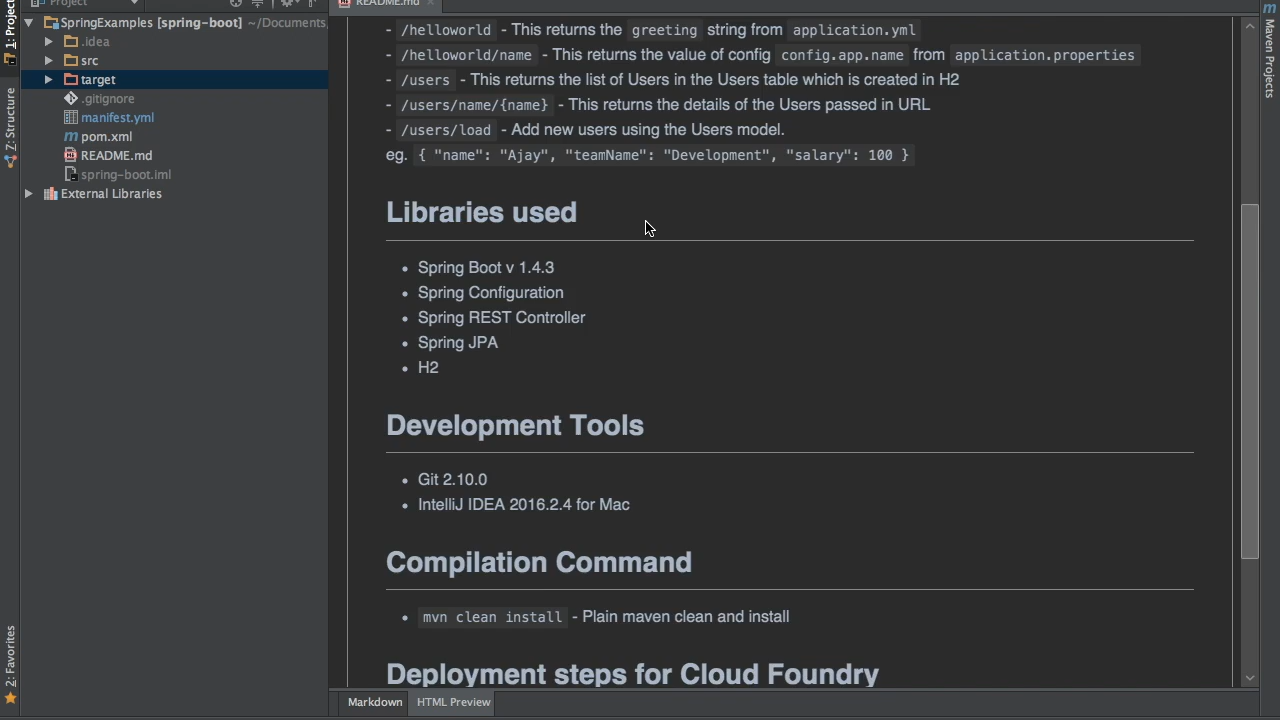 Project
README.md
1: Project
SpringExamples [spring-boot] ~/Documents
.idea
src
target
.gitignore
manifest.yml
pom.xml
README.md
spring-boot.iml
External Libraries
Z: Structure
2: Favorites
- /helloworld - This returns the greeting string from application.yml
- /helloworld/name - This returns the value of config config.app.name from application.properties
- /users - This returns the list of Users in the Users table which is created in H2
- /users/name/{name} - This returns the details of the Users passed in URL
- /users/load - Add new users using the Users model.
eg. { "name": "Ajay", "teamName": "Development", "salary": 100 }
Libraries used
• Spring Boot v 1.4.3
• Spring Configuration
• Spring REST Controller
• Spring JPA
• H2
Development Tools
• Git 2.10.0
• IntelliJ IDEA 2016.2.4 for Mac
Compilation Command
• mvn clean install - Plain maven clean and install
Deployment steps for Cloud Foundry
Markdown HTML Preview
Maven Projects